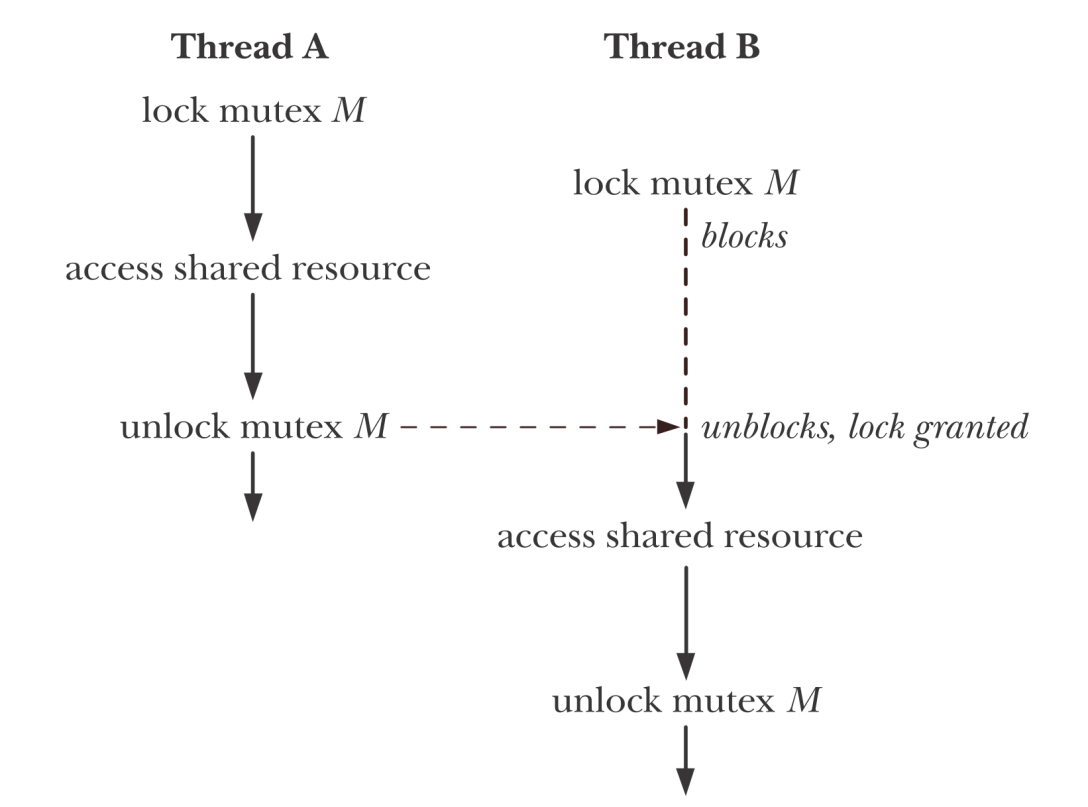 Thread A
Thread B
lock mutex M
lock mutex M
blocks
access shared resource
unlock mutex M
unblocks, lock granted
access shared resource
unlock mutex M